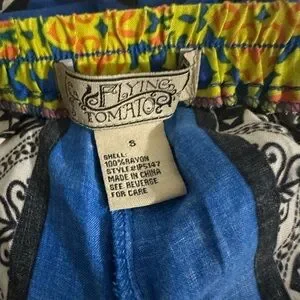 FLYING
TOMATO
S
SHELL:
100%RAYON
STYLE#IP5147
MADE IN CHINA
SEE REVERSE
FOR CARE